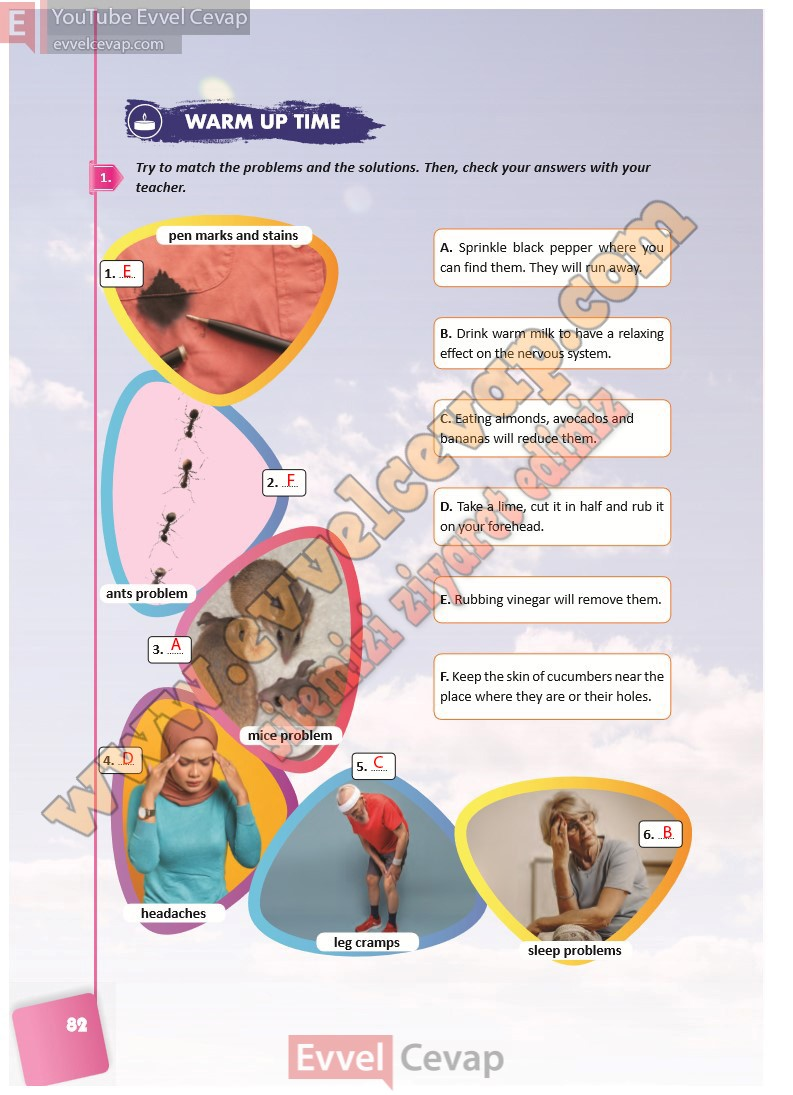 E YouTube Evvel Cevap
evvelcevap.com
WARM UP TIME
1.
Try to match the problems and the solutions. Then, check your answers with your
teacher.
pen marks and stains
1. E
A. Sprinkle black pepper where you
can find them. They will run away.
B. Drink warm milk to have a relaxing
effect on the nervous system.
C. Eating almonds, avocados and
bananas will reduce them.
2. F
D. Take a lime, cut it in half and rub it
on your forehead.
ants problem
E. Rubbing vinegar will remove them.
3. A
F. Keep the skin of cucumbers near the
place where they are or their holes.
mice problem
4. D
5. C
6. B
headaches
leg cramps
sleep problems
www.evvelcevap.com
sitemizi ziyaret ediniz
82
Evvel Cevap